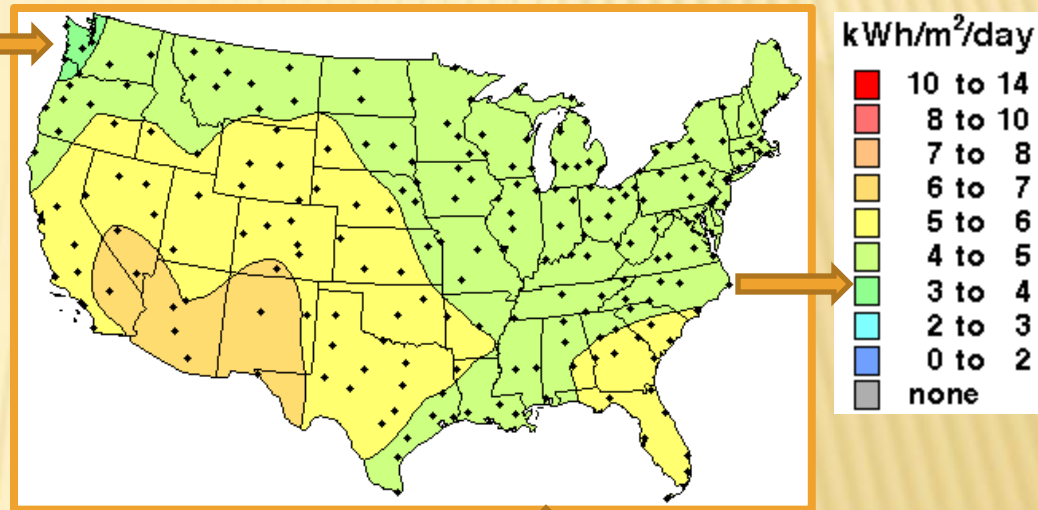 kWh/m²/day
10 to 14
8 to 10
7 to 8
6 to 7
5 to 6
4 to 5
3 to 4
2 to 3
0 to 2
none